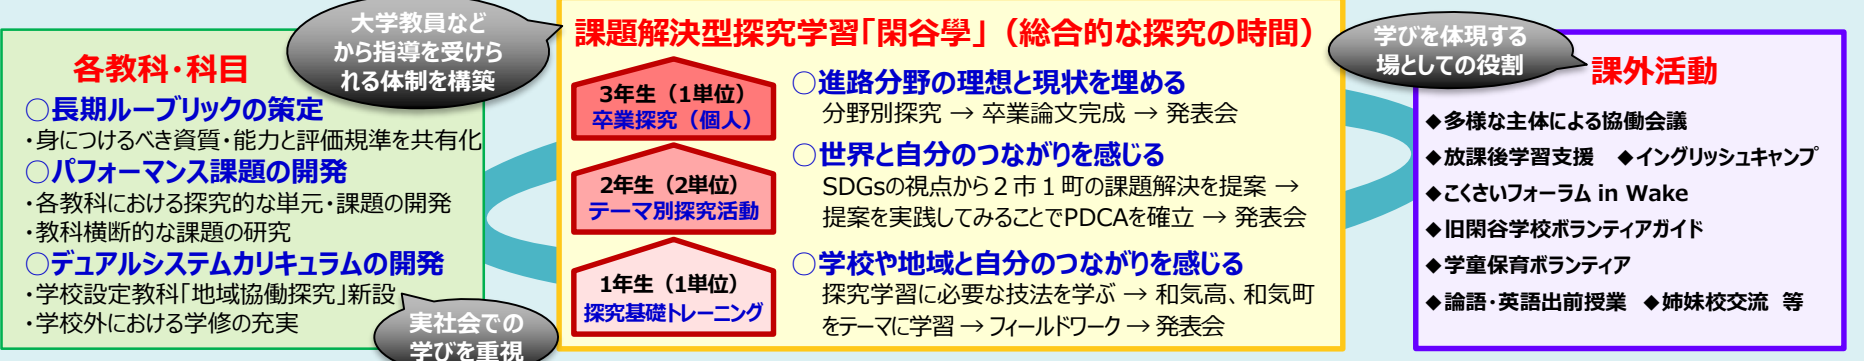 大学教員など
から指導を受けら
れる体制を構築
各教科・科目
○長期ルーブリックの策定
・身につけるべき資質・能力と評価規準を共有化
○パフォーマンス課題の開発
・各教科における探究的な単元・課題の開発
・教科横断的な課題の研究
○デュアルシステムカリキュラムの開発
・学校設定教科「地域協働探究」新設
・学校外における学修の充実
実社会での
学びを重視
課題解決型探究学習「閑谷學」（総合的な探究の時間）
3年生（1単位）
卒業探究（個人）
○進路分野の理想と現状を埋める
分野別探究 → 卒業論文完成 → 発表会
2年生（2単位）
テーマ別探究活動
○世界と自分のつながりを感じる
SDGsの視点から２市１町の課題解決を提案 →
提案を実践してみることでPDCAを確立 → 発表会
1年生（1単位）
探究基礎トレーニング
○学校や地域と自分のつながりを感じる
探究学習に必要な技法を学ぶ → 和気高、和気町
をテーマに学習 → フィールドワーク → 発表会
学びを体現する
場としての役割
課外活動
◆多様な主体による協働会議
◆放課後学習支援 ◆イングリッシュキャンプ
◆こくさいフォーラム in Wake
◆旧閑谷学校ボランティアガイド
◆学童保育ボランティア
◆論語・英語出前授業 ◆姉妹校交流 等